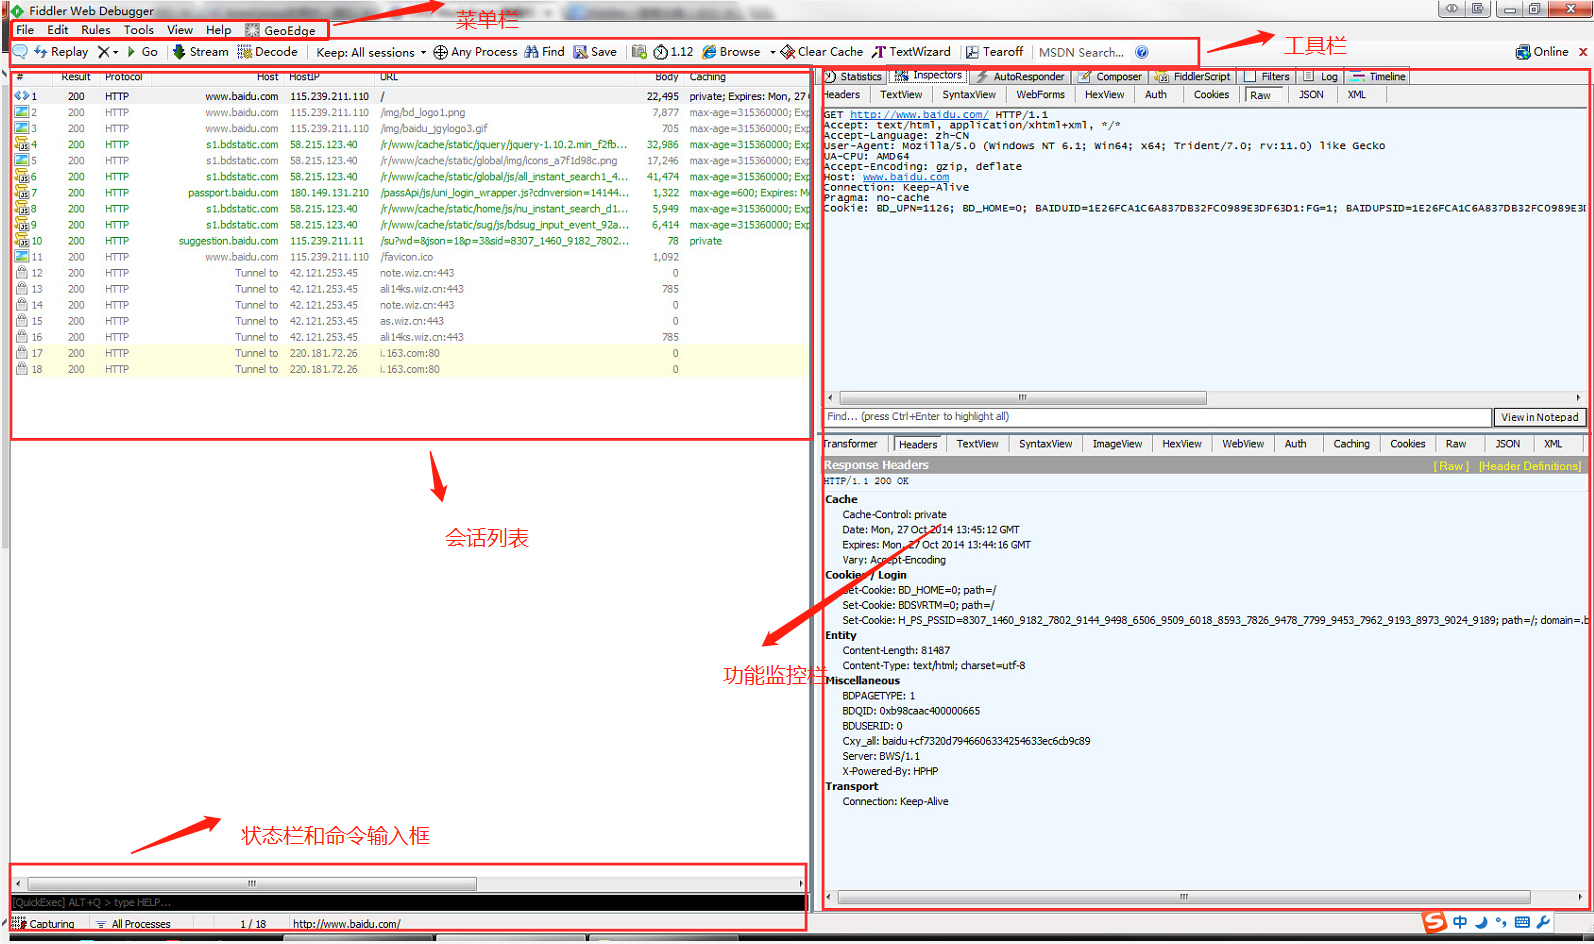 Fiddler Web Debugger
菜单栏
File Edit Rules Tools View Help GeoEdge
工具栏
Replay X Go Stream Decode Keep: All sessions Any Process Find Save 1.12 Browse Clear Cache TextWizard Tearoff MSDN Search... Online
# Result Protocol Host HostIP URL Body Caching
1 200 HTTP www.baidu.com 115.239.211.110 / 22,495 private; Expires: Mon, 27
2 200 HTTP www.baidu.com 115.239.211.110 /img/bd_logo1.png 7,877 max-age=315360000; Exp
3 200 HTTP www.baidu.com 115.239.211.110 /img/baidu_jgylogo3.gif 705 max-age=315360000; Exp
4 200 HTTP s1.bdstatic.com 58.215.123.40 /r/www/cache/static/jquery/jquery-1.10.2.min_f2fb... 32,986 max-age=315360000; Exp
5 200 HTTP s1.bdstatic.com 58.215.123.40 /r/www/cache/static/global/img/icons_a7f1d98c.png 17,246 max-age=315360000; Exp
6 200 HTTP s1.bdstatic.com 58.215.123.40 /r/www/cache/static/global/js/all_instant_search1_4... 41,474 max-age=315360000; Exp
7 200 HTTP passport.baidu.com 180.149.131.210 /passApi/js/uni_login_wrapper.js?cdnversion=14144... 1,322 max-age=600; Expires: M
8 200 HTTP s1.bdstatic.com 58.215.123.40 /r/www/cache/static/home/js/nu_instant_search_d1... 5,949 max-age=315360000; Exp
9 200 HTTP s1.bdstatic.com 58.215.123.40 /r/www/cache/static/sug/js/bdsug_input_event_92a... 6,414 max-age=315360000; Exp
10 200 HTTP suggestion.baidu.com 115.239.211.11 /su?wd=&json=1&p=3&sid=8307_1460_9182_7802... 78 private
11 200 HTTP www.baidu.com 115.239.211.110 /favicon.ico 1,092
12 200 HTTP Tunnel to 42.121.253.45 note.wiz.cn:443 0
13 200 HTTP Tunnel to 42.121.253.45 ali14ks.wiz.cn:443 785
14 200 HTTP Tunnel to 42.121.253.45 note.wiz.cn:443 0
15 200 HTTP Tunnel to 42.121.253.45 as.wiz.cn:443 0
16 200 HTTP Tunnel to 42.121.253.45 ali14ks.wiz.cn:443 785
17 200 HTTP Tunnel to 220.181.72.26 i.163.com:80 0
18 200 HTTP Tunnel to 220.181.72.26 i.163.com:80 0
会话列表
状态栏和命令输入框
[QuickExec] ALT+Q > type HELP...
Capturing All Processes 1 / 18 http://www.baidu.com/
Statistics Inspectors AutoResponder Composer FiddlerScript Filters Log Timeline
Headers TextView SyntaxView WebForms HexView Auth Cookies Raw JSON XML
GET http://www.baidu.com/ HTTP/1.1
Accept: text/html, application/xhtml+xml, */*
Accept-Language: zh-CN
User-Agent: Mozilla/5.0 (Windows NT 6.1; Win64; x64; Trident/7.0; rv:11.0) like Gecko
UA-CPU: AMD64
Accept-Encoding: gzip, deflate
Host: www.baidu.com
Connection: Keep-Alive
Pragma: no-cache
Cookie: BD_UPN=1126; BD_HOME=0; BAIDUID=1E26FCA1C6A837DB32FC0989E3DF63D1:FG=1; BAIDUPSID=1E26FCA1C6A837DB32FC0989E3D
Find... (press Ctrl+Enter to highlight all) View in Notepad
Transformer Headers TextView SyntaxView ImageView HexView WebView Auth Caching Cookies Raw JSON XML
Response Headers [ Raw ] [Header Definitions]
HTTP/1.1 200 OK
Cache
Cache-Control: private
Date: Mon, 27 Oct 2014 13:45:12 GMT
Expires: Mon, 27 Oct 2014 13:44:16 GMT
Vary: Accept-Encoding
Cookies / Login
Set-Cookie: BD_HOME=0; path=/
Set-Cookie: BDSVRTM=0; path=/
Set-Cookie: H_PS_PSSID=8307_1460_9182_7802_9144_9498_6506_9509_6018_8593_7826_9478_7799_9453_7962_9193_8973_9024_9189; path=/; domain=.b
Entity
Content-Length: 81487
Content-Type: text/html; charset=utf-8
功能监控栏
Miscellaneous
BDPAGETYPE: 1
BDQID: 0xb98caac400000665
BDUSERID: 0
Cxy_all: baidu+cf7320d7946606334254633ec6cb9c89
Server: BWS/1.1
X-Powered-By: HPHP
Transport
Connection: Keep-Alive
中